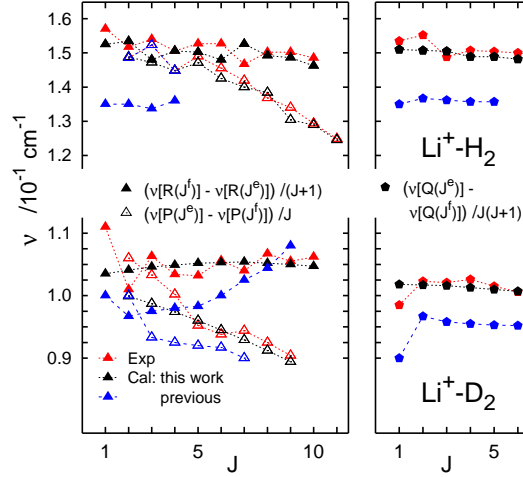 1.6
1.5
1.4
1.3
1.2
Li⁺-H₂
ν /10⁻¹ cm⁻¹
(ν[R(Jᶠ)] - ν[R(Jᵉ)]) /(J+1)
(ν[P(Jᵉ)] - ν[P(Jᶠ)]) /J
(ν[Q(Jᵉ)] -
ν[Q(Jᶠ)]) /J(J+1)
1.1
1.0
0.9
Exp
Cal: this work
previous
Li⁺-D₂
1 5 10
1 6
J J